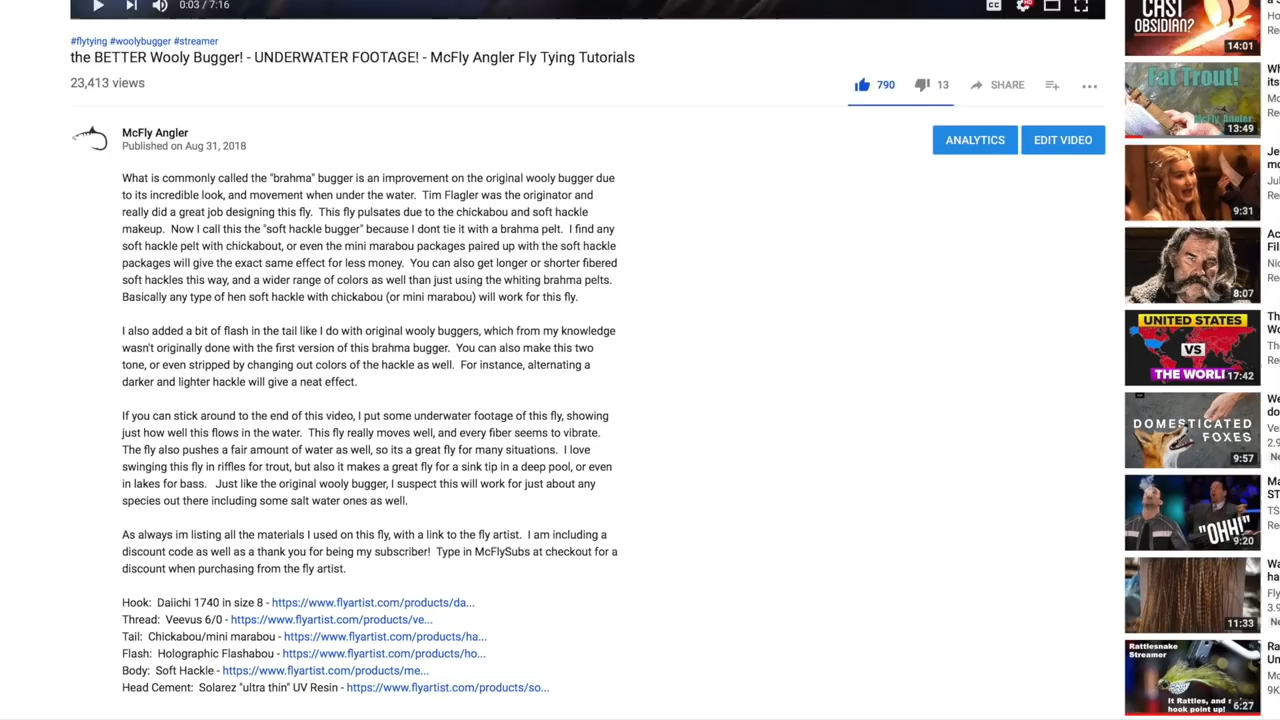 0:03 / 7:16
CC
HD
#flytying #woolybugger #streamer
the BETTER Wooly Bugger! - UNDERWATER FOOTAGE! - McFly Angler Fly Tying Tutorials
23,413 views
790
13
SHARE
McFly Angler
Published on Aug 31, 2018
ANALYTICS
EDIT VIDEO
What is commonly called the "brahma" bugger is an improvement on the original wooly bugger due
to its incredible look, and movement when under the water. Tim Flagler was the originator and
really did a great job designing this fly. This fly pulsates due to the chickabou and soft hackle
makeup. Now I call this the "soft hackle bugger" because I dont tie it with a brahma pelt. I find any
soft hackle pelt with chickabout, or even the mini marabou packages paired up with the soft hackle
packages will give the exact same effect for less money. You can also get longer or shorter fibered
soft hackles this way, and a wider range of colors as well than just using the whiting brahma pelts.
Basically any type of hen soft hackle with chickabou (or mini marabou) will work for this fly.
I also added a bit of flash in the tail like I do with original wooly buggers, which from my knowledge
wasn't originally done with the first version of this brahma bugger. You can also make this two
tone, or even stripped by changing out colors of the hackle as well. For instance, alternating a
darker and lighter hackle will give a neat effect.
If you can stick around to the end of this video, I put some underwater footage of this fly, showing
just how well this flows in the water. This fly really moves well, and every fiber seems to vibrate.
The fly also pushes a fair amount of water as well, so its a great fly for many situations. I love
swinging this fly in riffles for trout, but also it makes a great fly for a sink tip in a deep pool, or even
in lakes for bass. Just like the original wooly bugger, I suspect this will work for just about any
species out there including some salt water ones as well.
As always im listing all the materials I used on this fly, with a link to the fly artist. I am including a
discount code as well as a thank you for being my subscriber! Type in McFlySubs at checkout for a
discount when purchasing from the fly artist.
Hook: Daiichi 1740 in size 8 - https://www.flyartist.com/products/da...
Thread: Veevus 6/0 - https://www.flyartist.com/products/ve...
Tail: Chickabou/mini marabou - https://www.flyartist.com/products/ha...
Flash: Holographic Flashabou - https://www.flyartist.com/products/ho...
Body: Soft Hackle - https://www.flyartist.com/products/me...
Head Cement: Solarez "ultra thin" UV Resin - https://www.flyartist.com/products/so...
CAST
OBSIDIAN?
14:01
Fat Trout!
McFly Angler
13:49
9:31
8:07
UNITED STATES
VS
THE WORLD
17:42
DOMESTICATED
FOXES
9:57
"OHH!"
9:20
11:33
Rattlesnake
Streamer
It Rattles, and
hook point up!
6:27